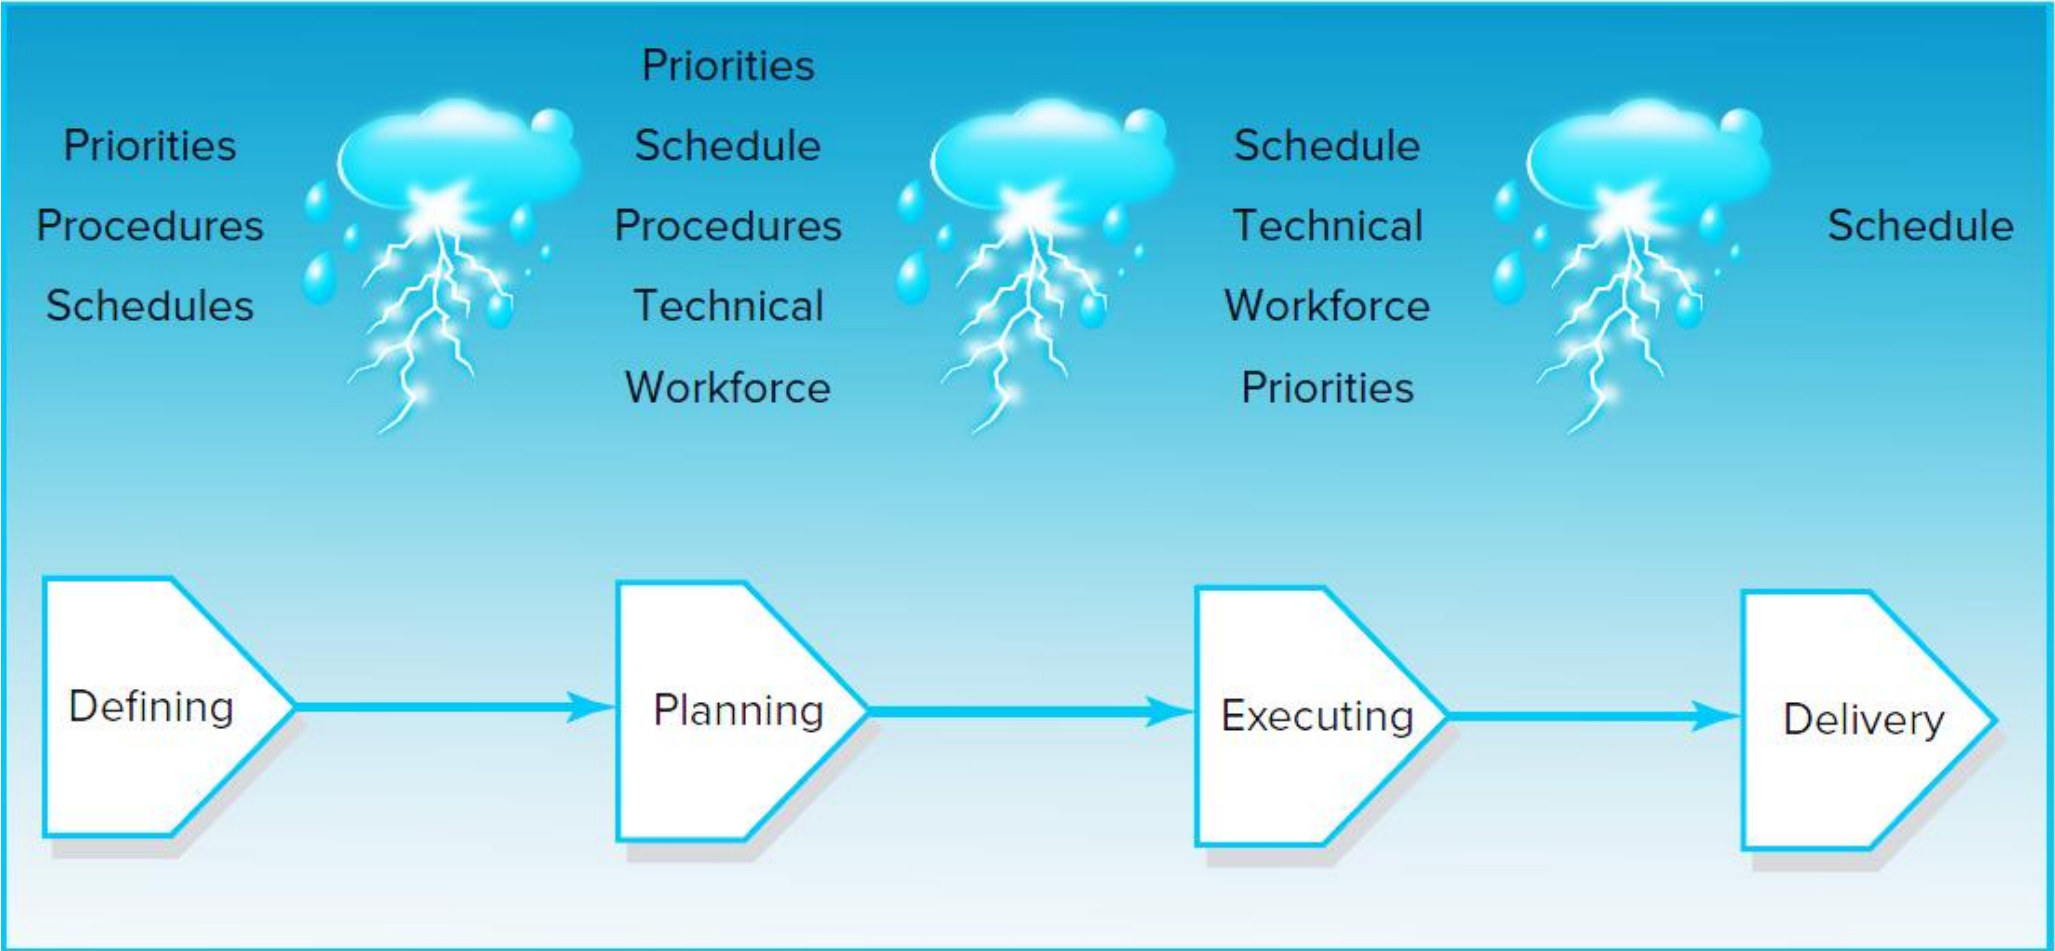 Priorities
Procedures
Schedules
Priorities
Schedule
Procedures
Technical
Workforce
Schedule
Technical
Workforce
Priorities
Schedule
Defining
Planning
Executing
Delivery